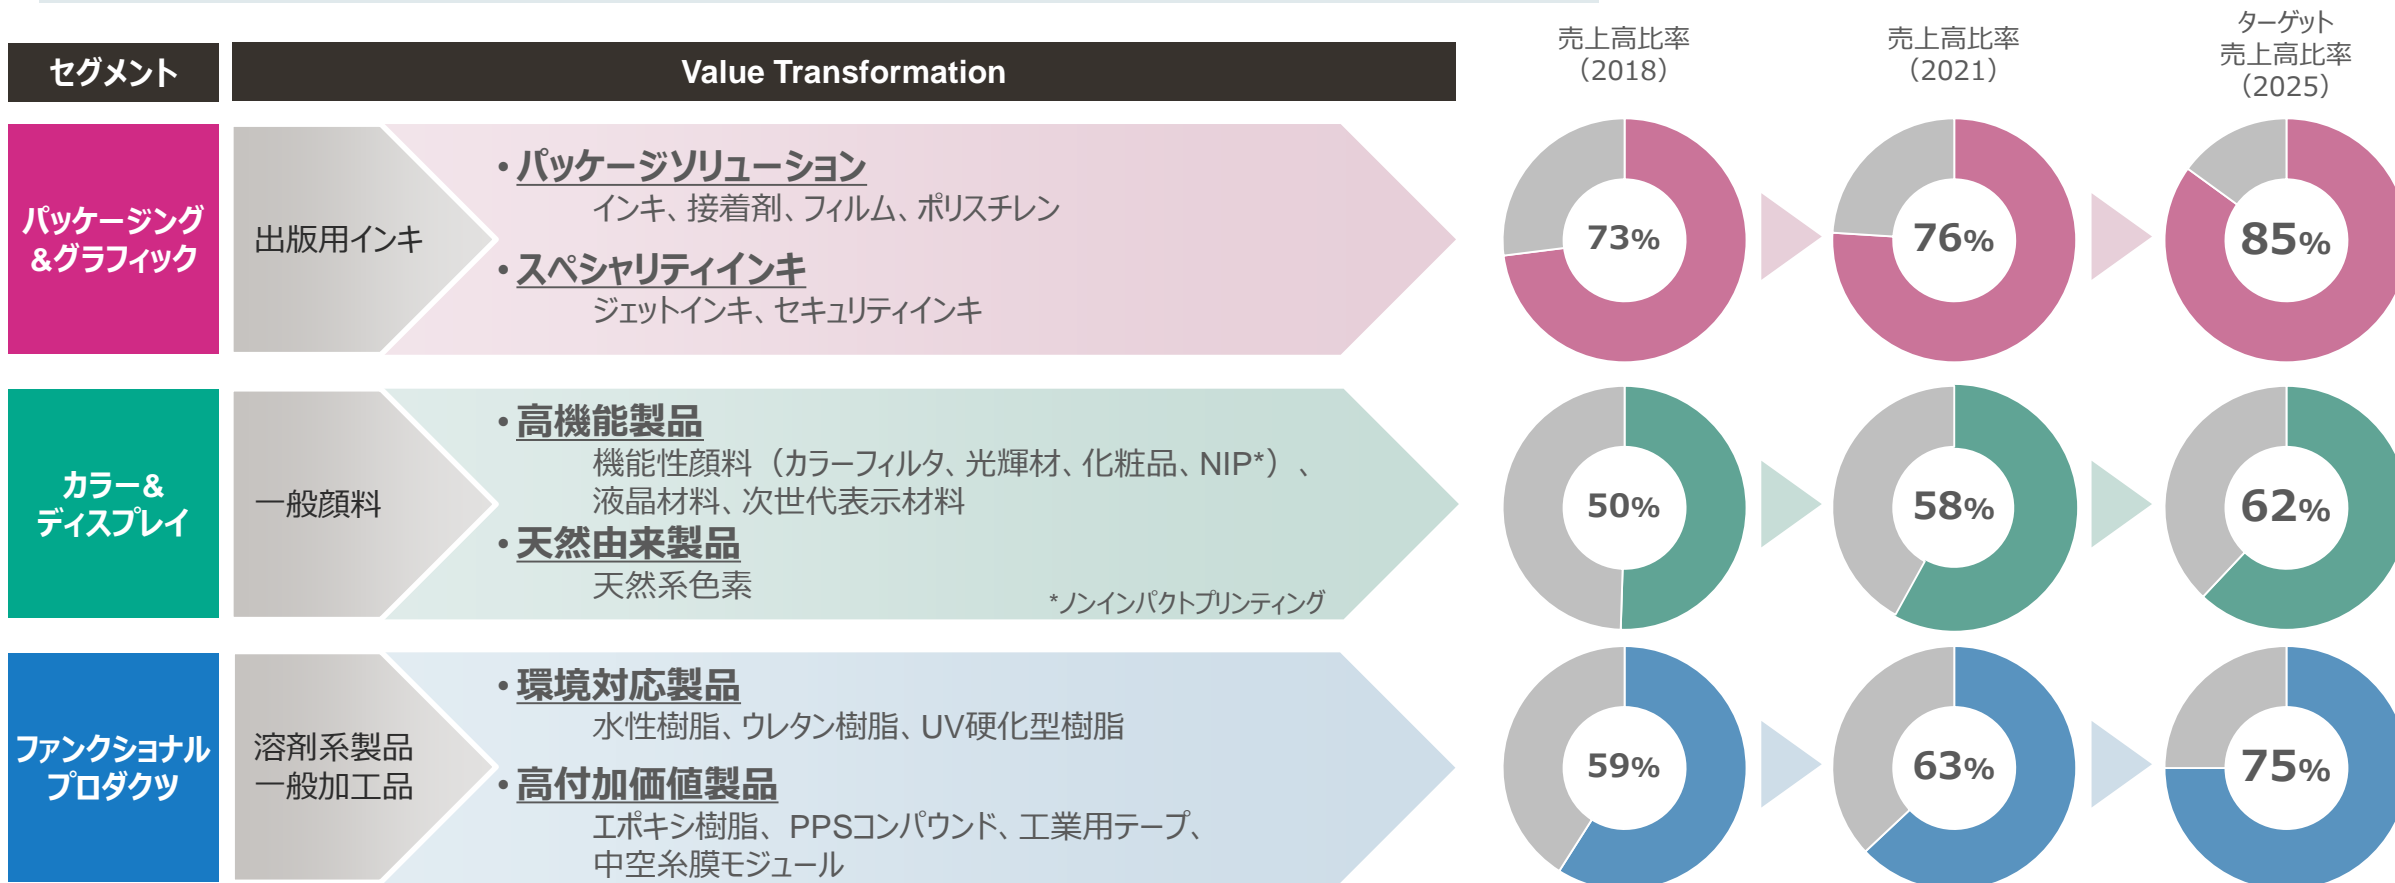 セグメント
Value Transformation
売上高比率
（2018）
売上高比率
（2021）
ターゲット
売上高比率
（2025）
パッケージング
&グラフィック
出版用インキ
•パッケージソリューション
インキ、接着剤、フィルム、ポリスチレン
•スペシャリティインキ
ジェットインキ、セキュリティインキ
73%
76%
85%
カラー&
ディスプレイ
一般顔料
•高機能製品
機能性顔料（カラーフィルタ、光輝材、化粧品、NIP*）、
液晶材料、次世代表示材料
•天然由来製品
天然系色素
*ノンインパクトプリンティング
50%
58%
62%
ファンクショナル
プロダクツ
溶剤系製品
一般加工品
•環境対応製品
水性樹脂、ウレタン樹脂、UV硬化型樹脂
•高付加価値製品
エポキシ樹脂、PPSコンパウンド、工業用テープ、
中空糸膜モジュール
59%
63%
75%